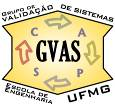 GRUPO DE
VALIDAÇÃO DE SISTEMAS
C A
GVAS
S P
ESCOLA DE
ENGENHARIA
UFMG